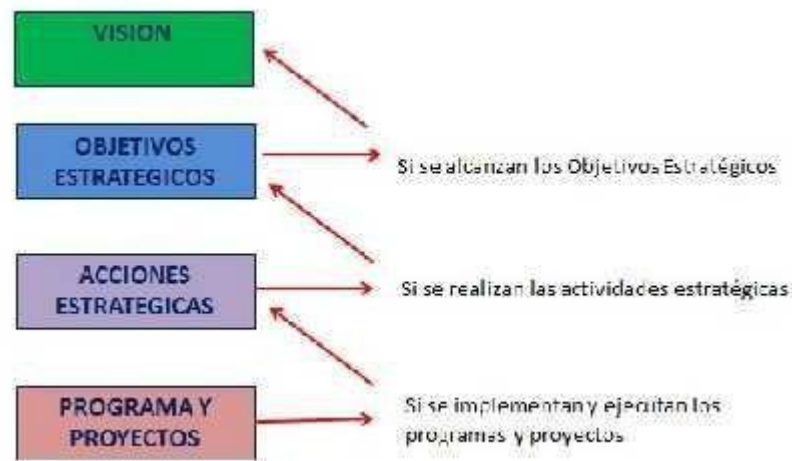 VISION
OBJETIVOS
ESTRATEGICOS
Si se alcanzan los Objetivos Estratégicos
ACCIONES
ESTRATEGICAS
Si se realizan las actividades estratégicas
PROGRAMA Y
PROYECTOS
Si se implementan y ejecutan los
programas y proyectos